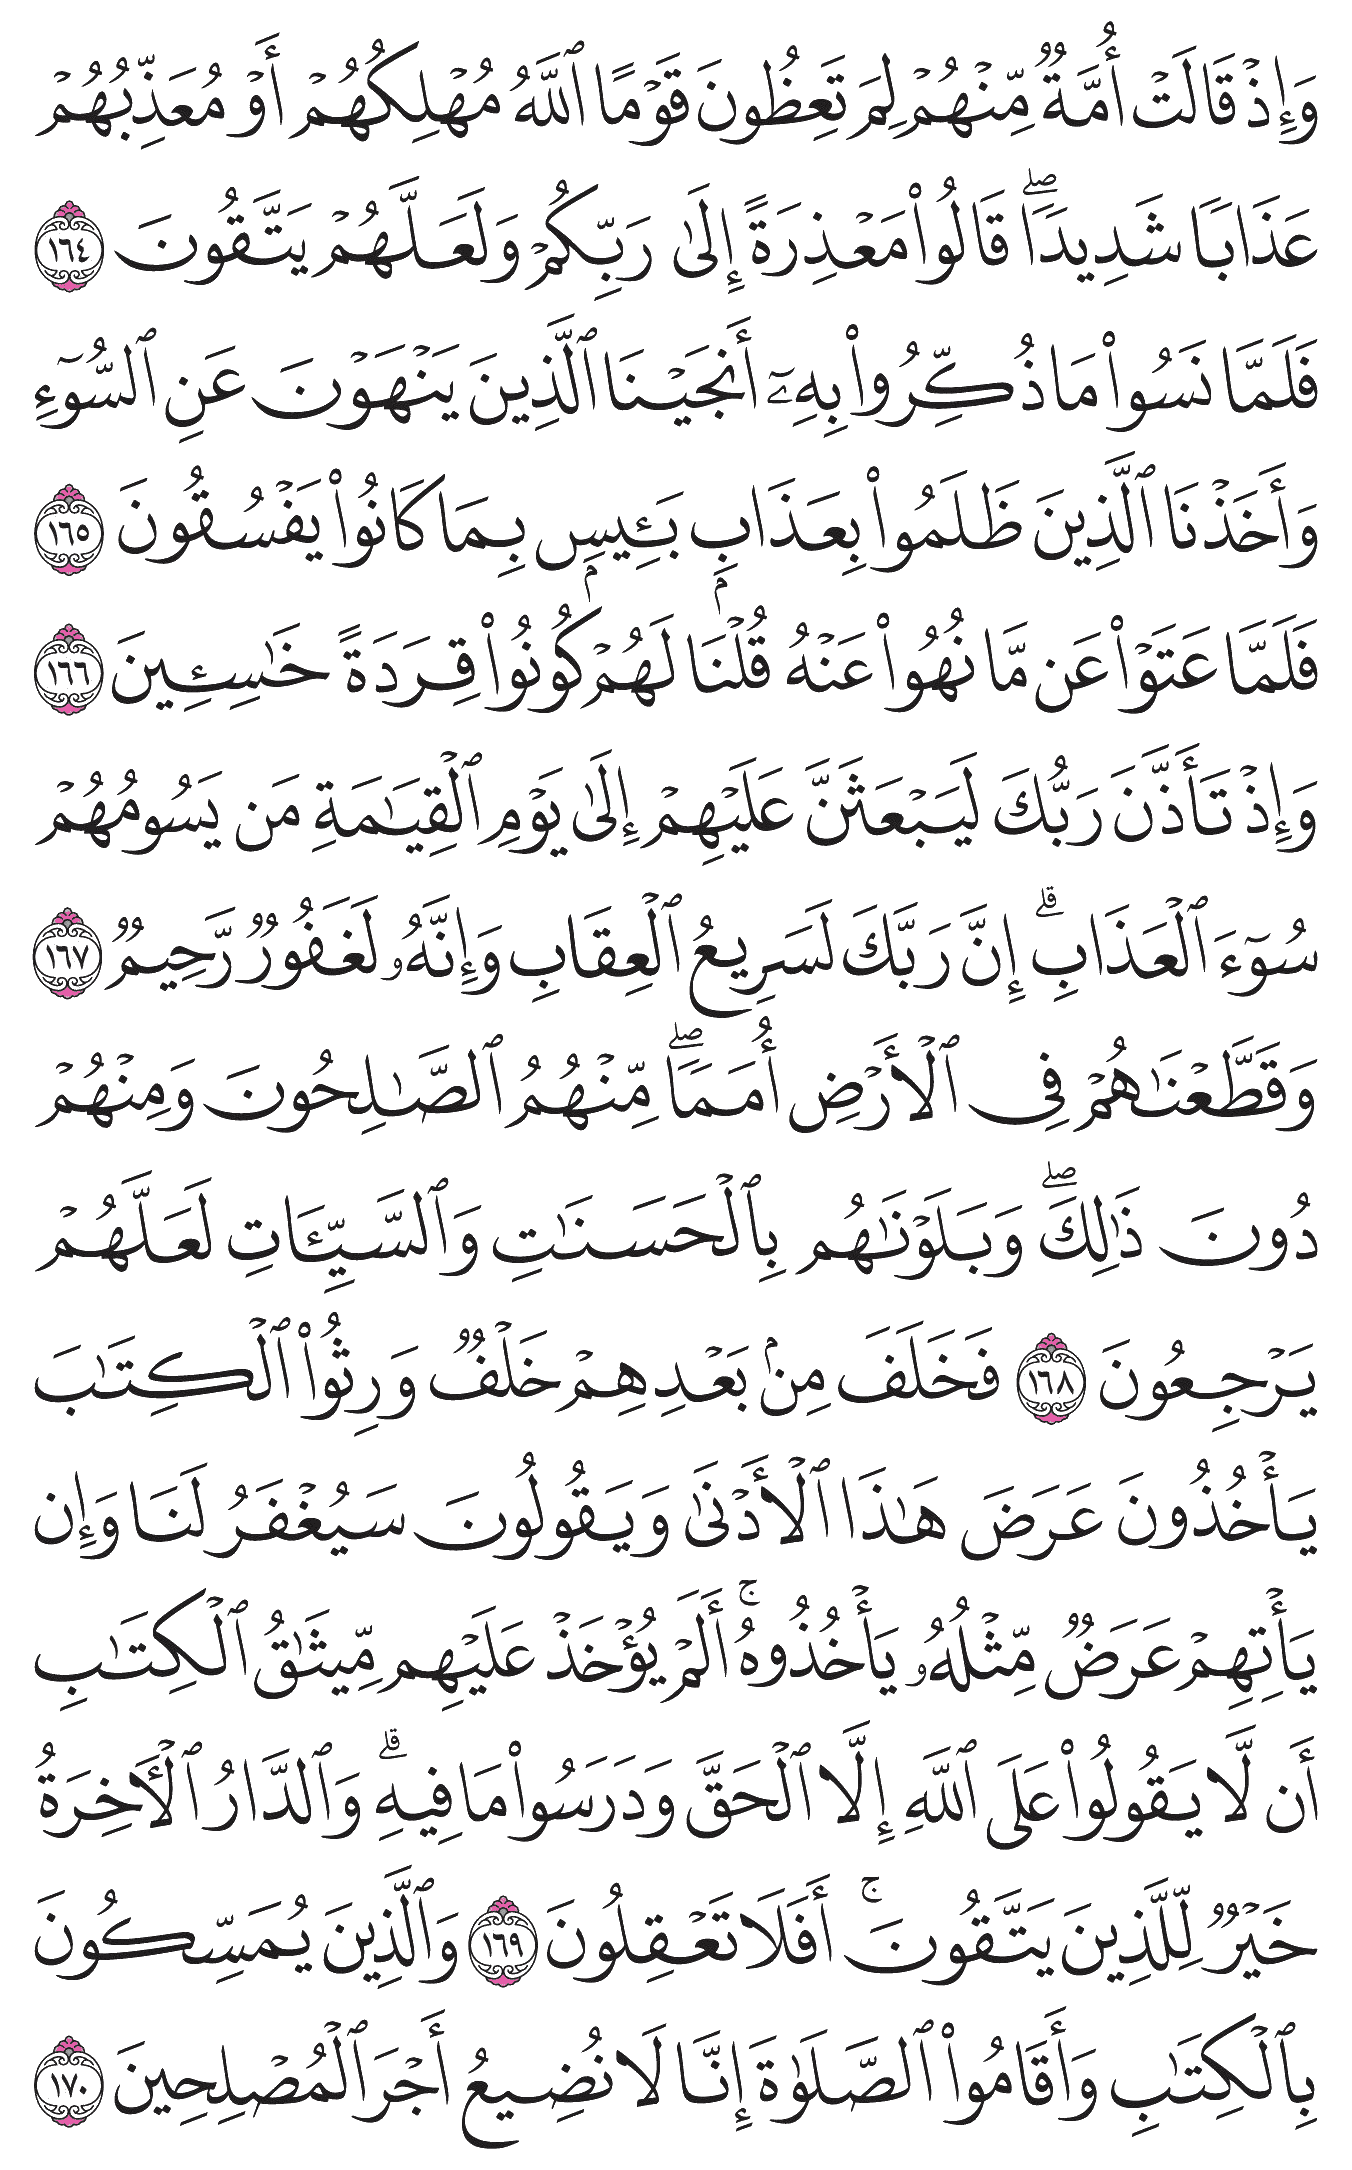 وَإِذۡ قَالَتۡ أُمَّةٞ مِّنۡهُمۡ لِمَ تَعِظُونَ قَوۡمًا ٱللَّهُ مُهۡلِكُهُمۡ أَوۡ مُعَذِّبُهُمۡ
عَذَابٗا شَدِيدٗاۖ قَالُواْ مَعۡذِرَةً إِلَىٰ رَبِّكُمۡ وَلَعَلَّهُمۡ يَتَّقُونَ ١٦٤
فَلَمَّا نَسُواْ مَا ذُكِّرُواْ بِهِۦٓ أَنجَيۡنَا ٱلَّذِينَ يَنۡهَوۡنَ عَنِ ٱلسُّوٓءِ
وَأَخَذۡنَا ٱلَّذِينَ ظَلَمُواْ بِعَذَابِۭ بَـِٔيسِۭ بِمَا كَانُواْ يَفۡسُقُونَ ١٦٥
فَلَمَّا عَتَوۡاْ عَن مَّا نُهُواْ عَنۡهُ قُلۡنَا لَهُمۡ كُونُواْ قِرَدَةً خَٰسِـِٔينَ ١٦٦
وَإِذۡ تَأَذَّنَ رَبُّكَ لَيَبۡعَثَنَّ عَلَيۡهِمۡ إِلَىٰ يَوۡمِ ٱلۡقِيَٰمَةِ مَن يَسُومُهُمۡ
سُوٓءَ ٱلۡعَذَابِۗ إِنَّ رَبَّكَ لَسَرِيعُ ٱلۡعِقَابِ وَإِنَّهُۥ لَغَفُورٞ رَّحِيمٞ ١٦٧
وَقَطَّعۡنَٰهُمۡ فِي ٱلۡأَرۡضِ أُمَمٗاۖ مِّنۡهُمُ ٱلصَّٰلِحُونَ وَمِنۡهُمۡ
دُونَ ذَٰلِكَۖ وَبَلَوۡنَٰهُم بِٱلۡحَسَنَٰتِ وَٱلسَّيِّـَٔاتِ لَعَلَّهُمۡ
يَرۡجِعُونَ ١٦٨ فَخَلَفَ مِنۢ بَعۡدِهِمۡ خَلۡفٞ وَرِثُواْ ٱلۡكِتَٰبَ
يَأۡخُذُونَ عَرَضَ هَٰذَا ٱلۡأَدۡنَىٰ وَيَقُولُونَ سَيُغۡفَرُ لَنَا وَإِن
يَأۡتِهِمۡ عَرَضٞ مِّثۡلُهُۥ يَأۡخُذُوهُۚ أَلَمۡ يُؤۡخَذۡ عَلَيۡهِم مِّيثَٰقُ ٱلۡكِتَٰبِ
أَن لَّا يَقُولُواْ عَلَى ٱللَّهِ إِلَّا ٱلۡحَقَّ وَدَرَسُواْ مَا فِيهِۗ وَٱلدَّارُ ٱلۡأٓخِرَةُ
خَيۡرٞ لِّلَّذِينَ يَتَّقُونَۚ أَفَلَا تَعۡقِلُونَ ١٦٩ وَٱلَّذِينَ يُمَسِّكُونَ
بِٱلۡكِتَٰبِ وَأَقَامُواْ ٱلصَّلَوٰةَ إِنَّا لَا نُضِيعُ أَجۡرَ ٱلۡمُصۡلِحِينَ ١٧٠